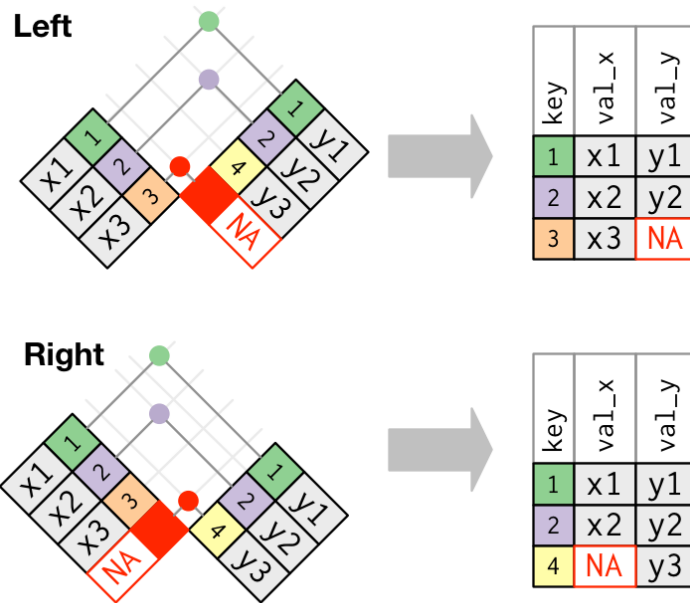 Left
1 x1
2 x2
3 x3
1 y1
2 y2
4 y3
NA
key val_x val_y
1 x1 y1
2 x2 y2
3 x3 NA
Right
1 x1
2 x2
3 x3
NA
1 y1
2 y2
4 y3
key val_x val_y
1 x1 y1
2 x2 y2
4 NA y3